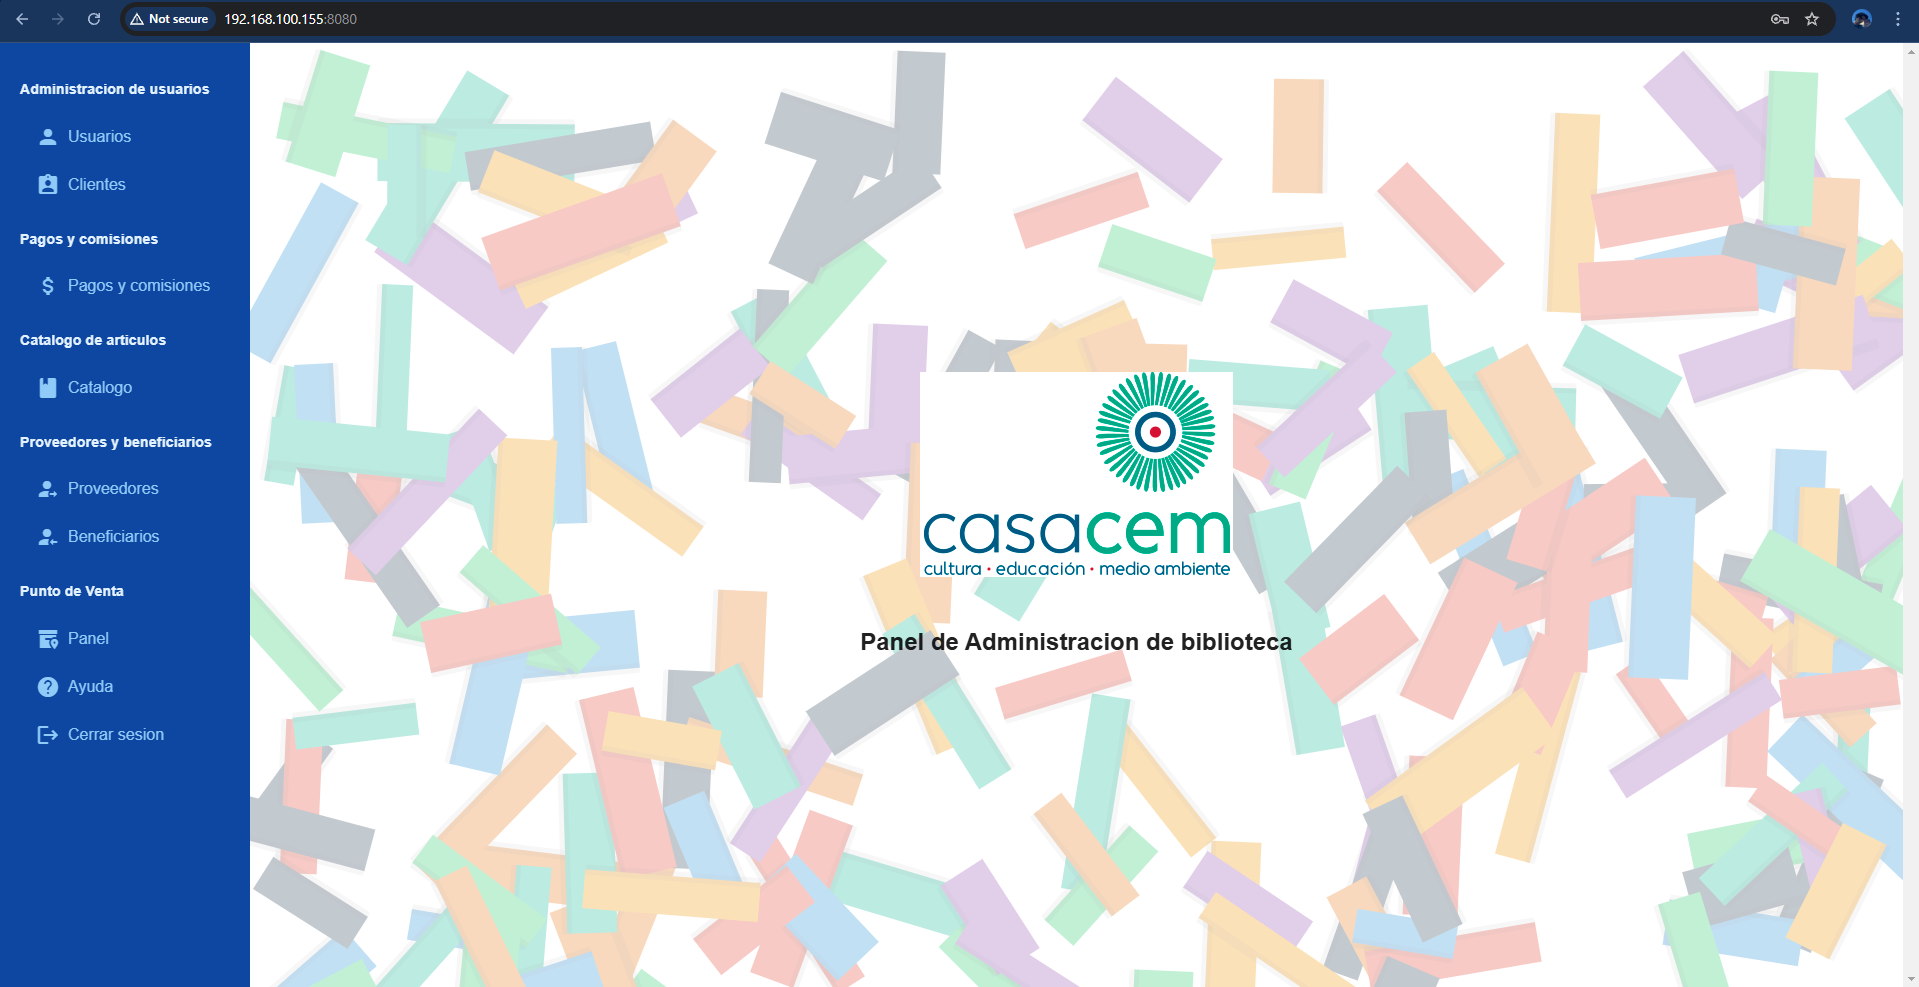 Not secure
192.168.100.155:8080
Administracion de usuarios
Usuarios
Clientes
Pagos y comisiones
Pagos y comisiones
Catalogo de articulos
Catalogo
Proveedores y beneficiarios
Proveedores
Beneficiarios
Punto de Venta
Panel
Ayuda
Cerrar sesion
casacem
cultura • educación • medio ambiente
Panel de Administracion de biblioteca